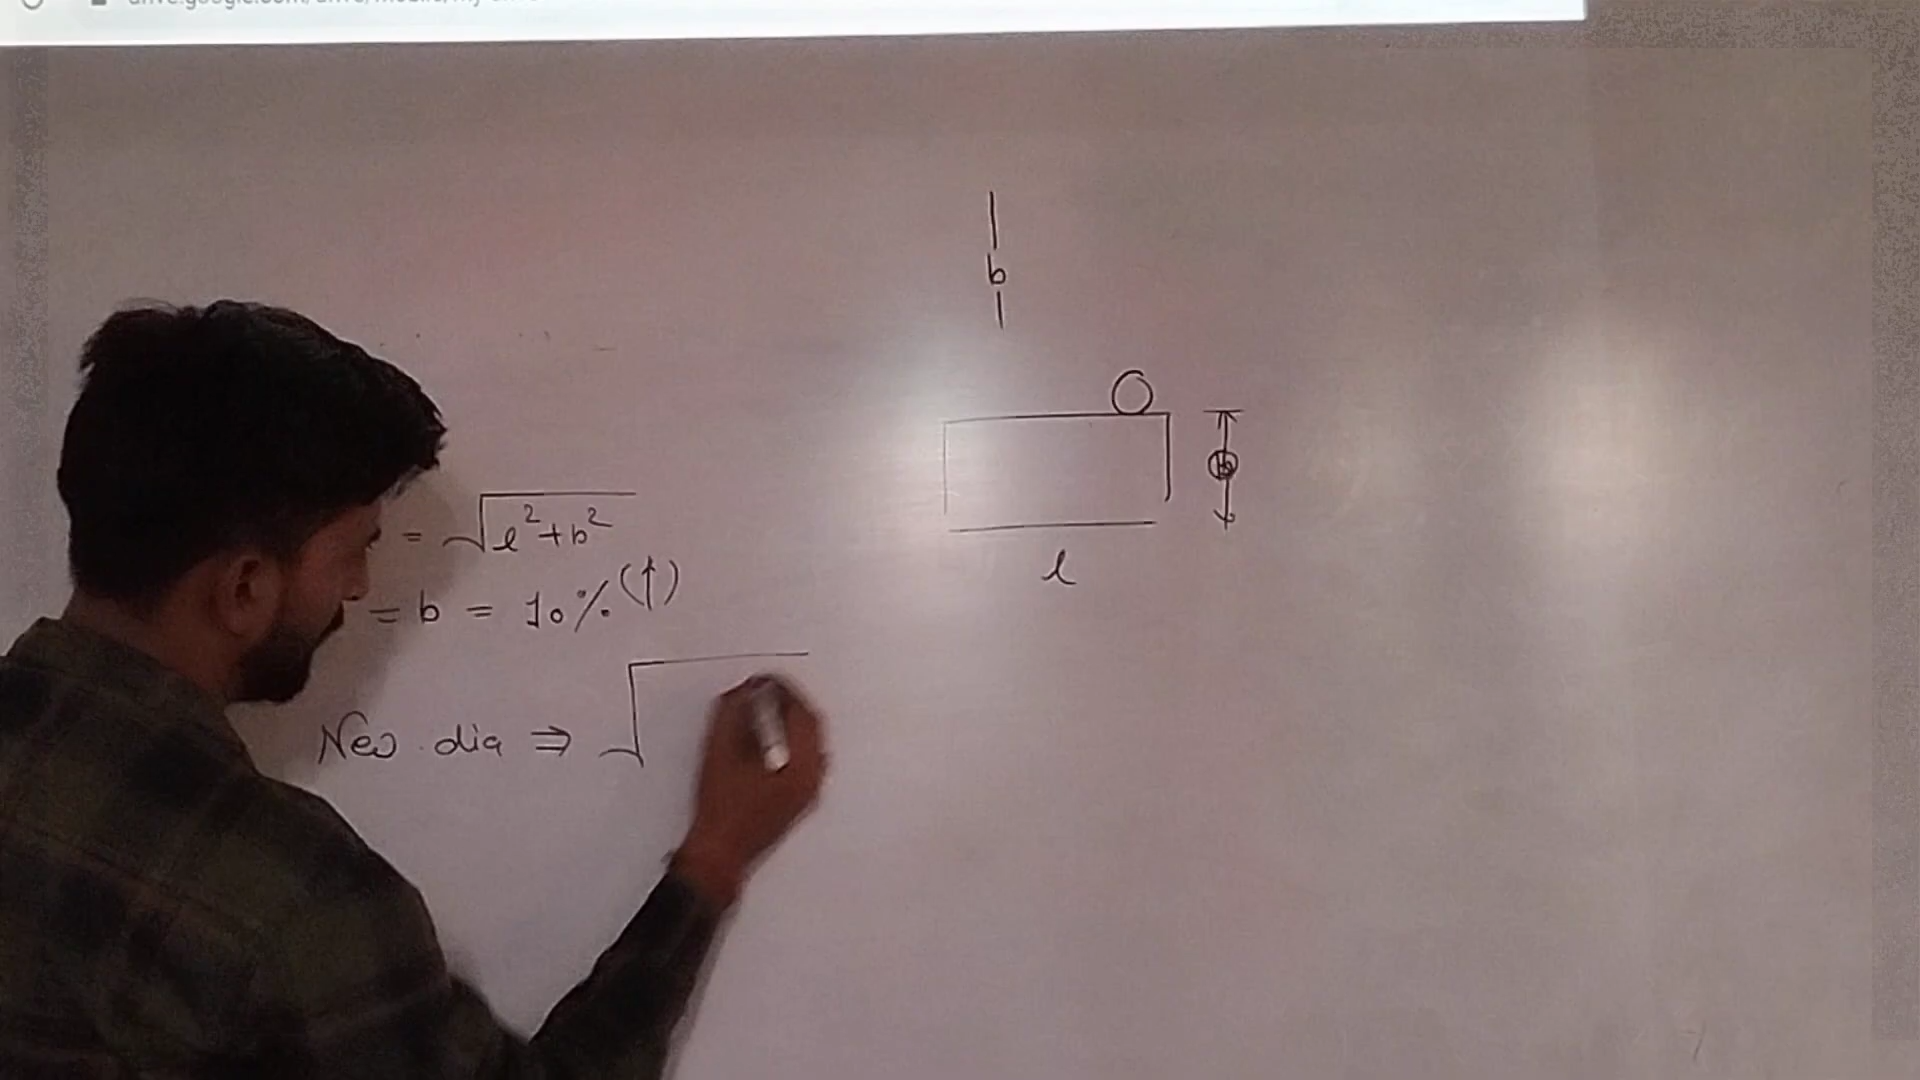 b
b
l
= √l²+b²
= b = 10% (↑)
New dia ⇒ √